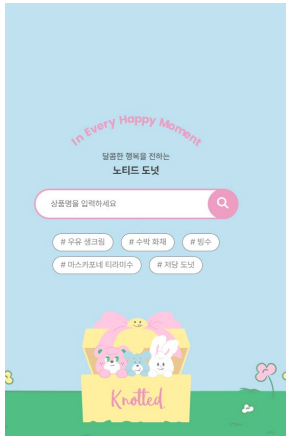 In Every Happy Moment
달콤한 행복을 전하는
노티드 도넛
상품명을 입력하세요
# 우유 생크림 # 수박 화채 # 빙수
# 마스카포네 티라미수 # 저당 도넛
Knotted